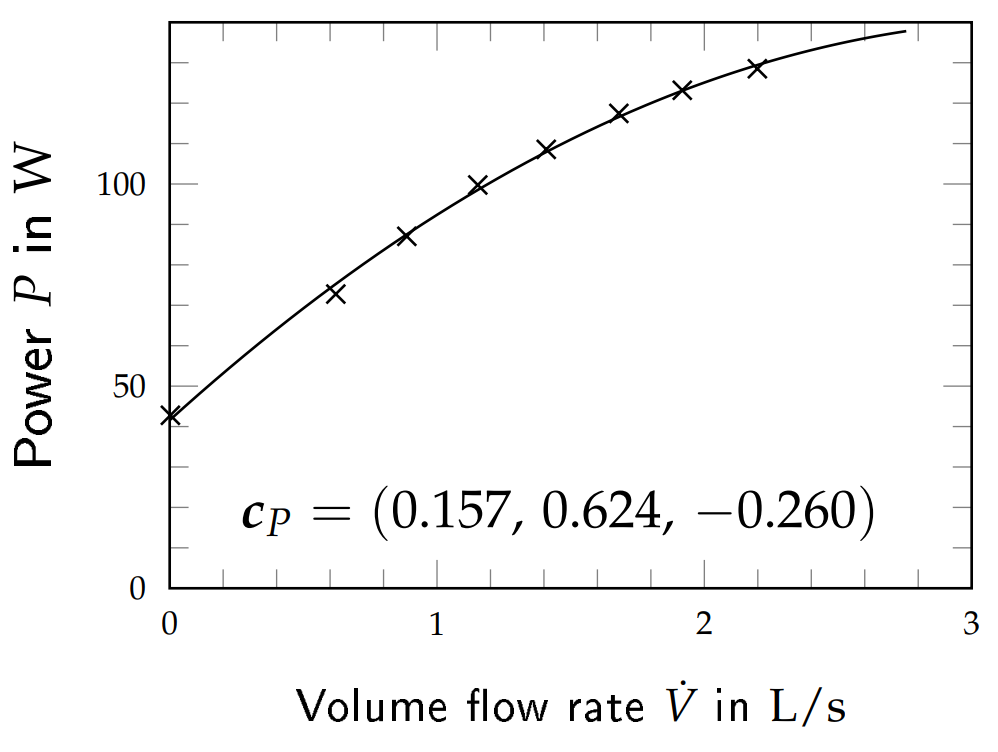 Power P in W
100
50
0
c_P = (0.157, 0.624, −0.260)
0 1 2 3
Volume flow rate V̇ in L/s